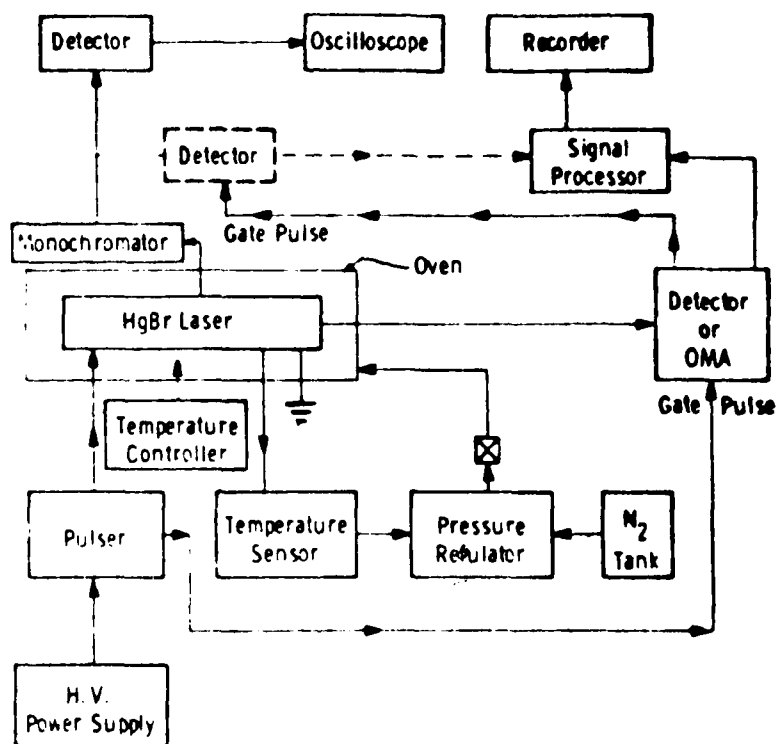 Detector
Oscilloscope
Recorder
Detector
Signal
Processor
Gate Pulse
Monochromator
Oven
HgBr Laser
Detector
or
OMA
Gate Pulse
Temperature
Controller
Pulser
Temperature
Sensor
Pressure
Regulator
N2
Tank
H.V.
Power Supply